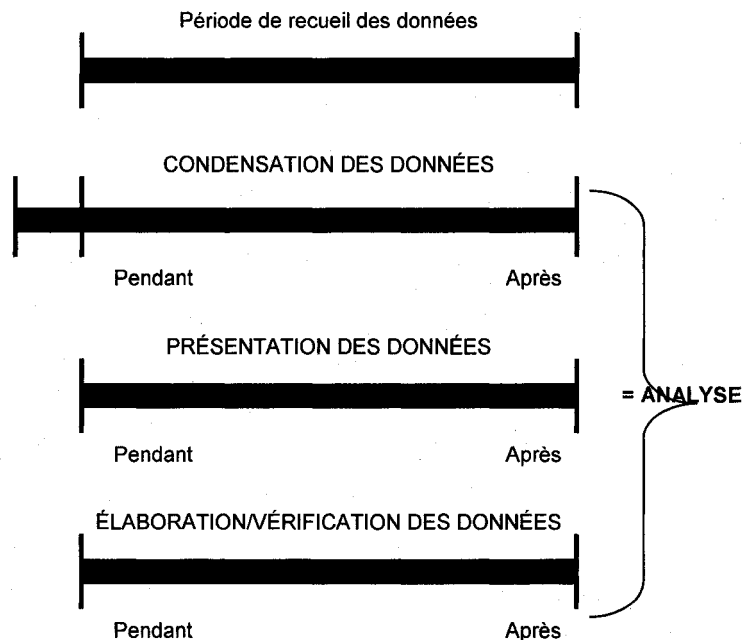 Période de recueil des données
CONDENSATION DES DONNÉES
Pendant Après
PRÉSENTATION DES DONNÉES
= ANALYSE
Pendant Après
ÉLABORATION/VÉRIFICATION DES DONNÉES
Pendant Après